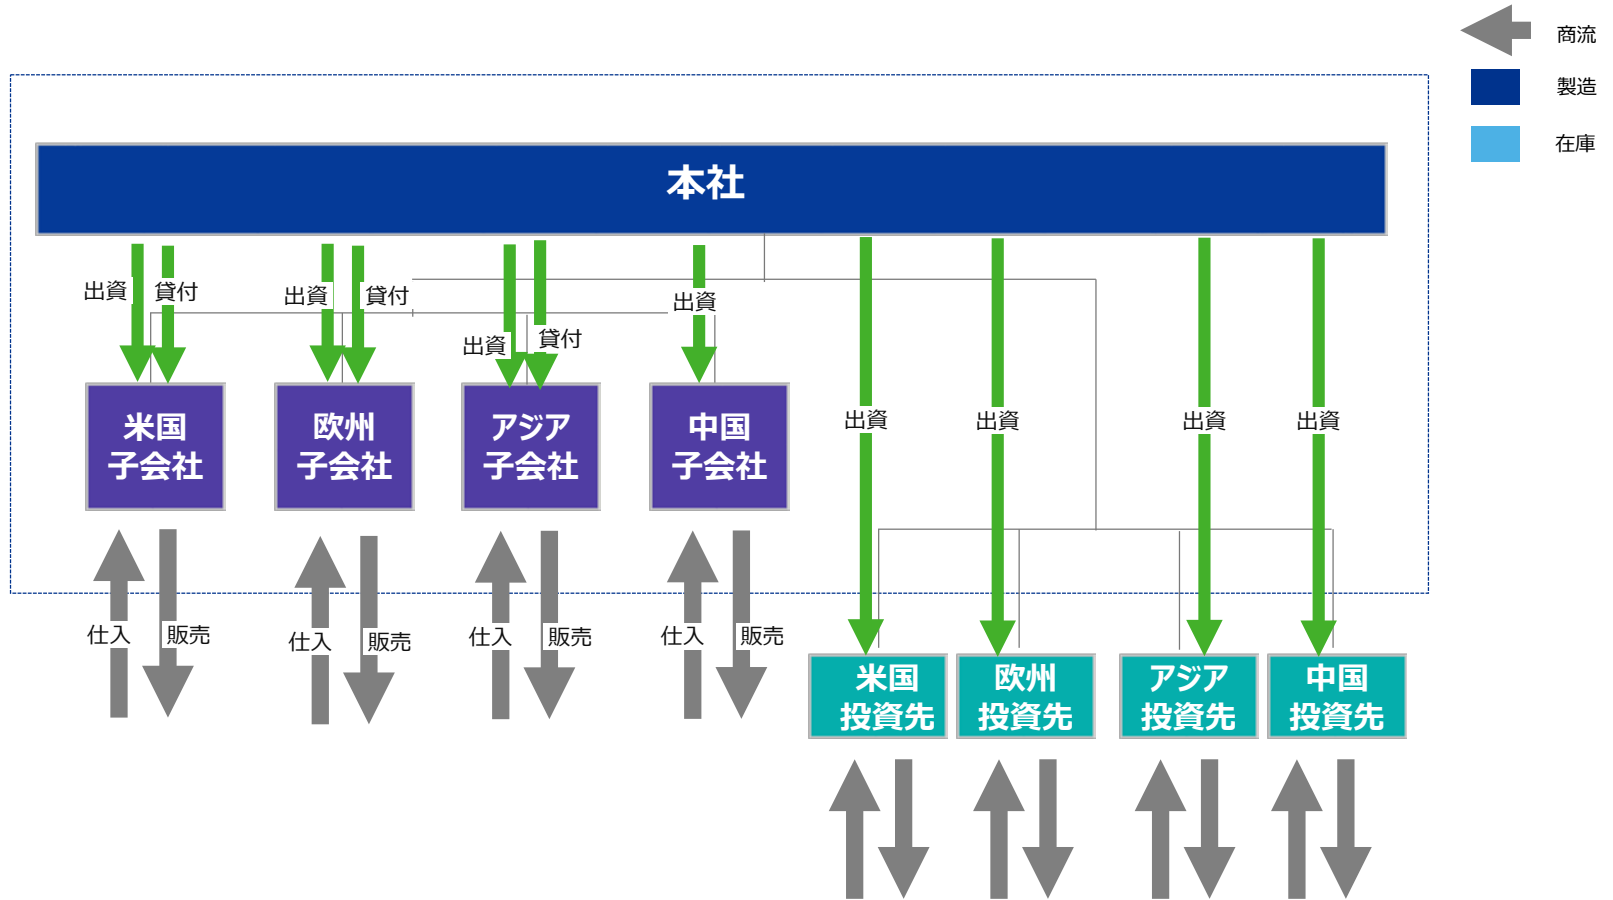 商流
製造
在庫
本社
出資
貸付
出資
貸付
出資
貸付
出資
米国
子会社
欧州
子会社
アジア
子会社
中国
子会社
出資
出資
出資
出資
仕入
販売
仕入
販売
仕入
販売
仕入
販売
米国
投資先
欧州
投資先
アジア
投資先
中国
投資先